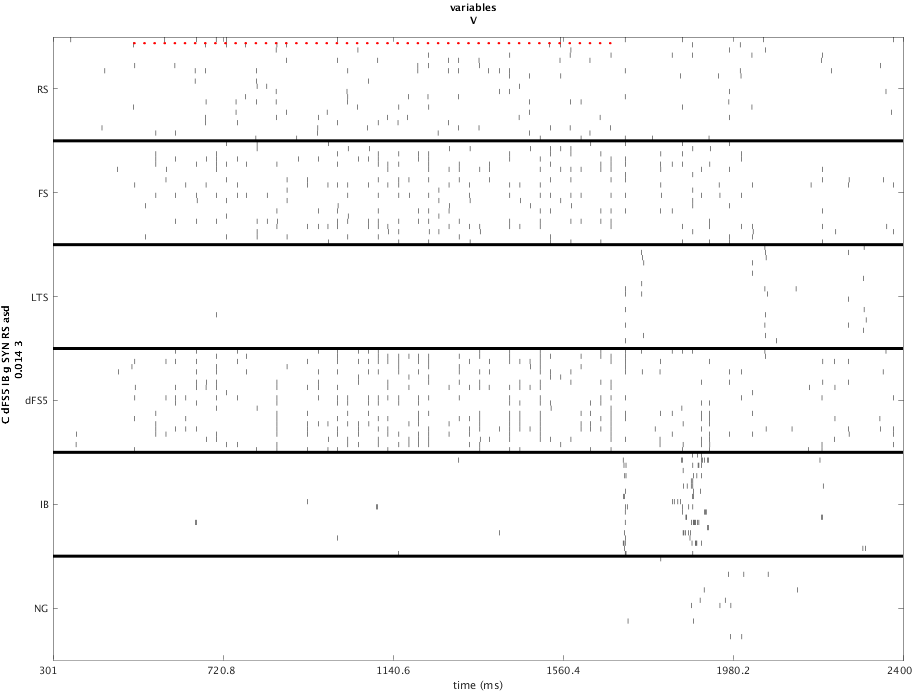 variables
V
RS
FS
LTS
dFS5
IB
NG
C dFS5 IB g SYN RS asd
0.014 3
301
720.8
1140.6
1560.4
1980.2
2400
time (ms)